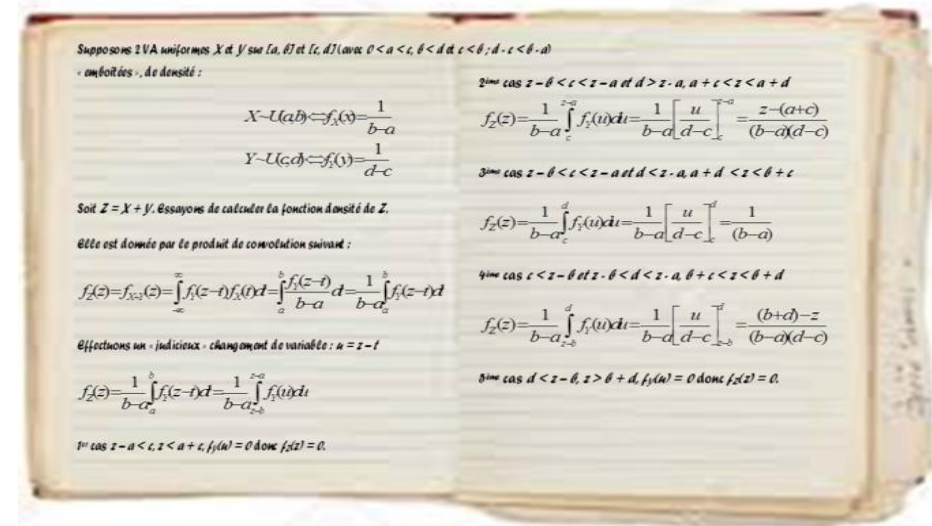 Supposons 2 VA uniformes X et Y sur [a, b] et [c, d] (avec 0 < a < c, b < d et c < b ; d - c < b - a)
« emboitées », de densité :
X~U(a,b)⇔f_X(x)=1/(b−a)
Y~U(c,d)⇔f_Y(y)=1/(d−c)
Soit Z = X + Y. Essayons de calculer la fonction densité de Z.
Elle est donnée par le produit de convolution suivant :
f_Z(z)=f_{X+Y}(z)=∫_{-∞}^{∞} f_Y(z−t)f_X(t)dt=∫_a^b f_Y(z−t)/(b−a) dt=1/(b−a) ∫_a^b f_Y(z−t)dt
Effectuons un « judicieux » changement de variable : u = z – t
f_Z(z)=1/(b−a) ∫_a^b f_Y(z−t)dt=1/(b−a) ∫_{z−b}^{z−a} f_Y(u)du
1er cas z – a < c, z < a + c, f_Y(u) = 0 donc f_Z(z) = 0.
2ème cas z – b < c < z – a et d > z - a, a + c < z < a + d
f_Z(z)=1/(b−a) ∫_c^{z−a} f_Y(u)du=1/(b−a) [u/(d−c)]_c^{z−a}=(z−(a+c))/((b−a)(d−c))
3ème cas z – b < c < z – a et d < z - a, a + d < z < b + c
f_Z(z)=1/(b−a) ∫_c^d f_Y(u)du=1/(b−a) [u/(d−c)]_c^d=1/(b−a)
4ème cas c < z – b et z - b < d < z - a, b + c < z < b + d
f_Z(z)=1/(b−a) ∫_{z−b}^d f_Y(u)du=1/(b−a) [u/(d−c)]_{z−b}^d=((b+d)−z)/((b−a)(d−c))
5ème cas d < z – b, z > b + d, f_Y(u) = 0 donc f_Z(z) = 0.